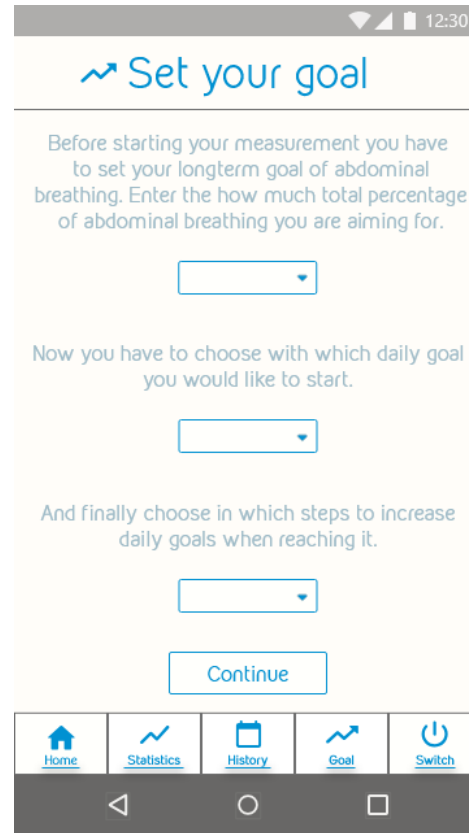 12:30
Set your goal
Before starting your measurement you have
to set your longterm goal of abdominal
breathing. Enter the how much total percentage
of abdominal breathing you are aiming for.
Now you have to choose with which daily goal
you would like to start.
And finally choose in which steps to increase
daily goals when reaching it.
Continue
Home Statistics History Goal Switch